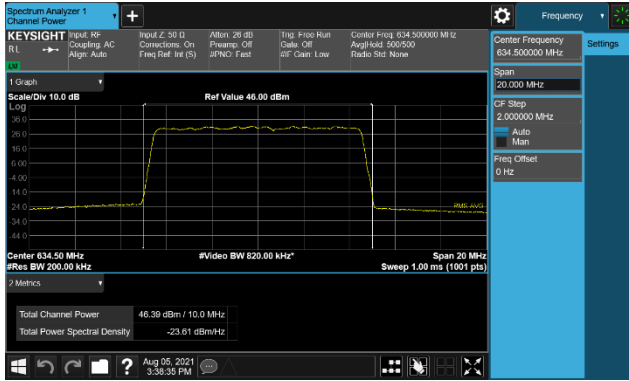 Spectrum Analyzer 1
Channel Power
Frequency
KEYSIGHT
R L
Input: RF
Coupling: AC
Align: Auto
Input Z: 50 Ω
Corrections: On
Freq Ref: Int (S)
Atten: 26 dB
Preamp: Off
#PNO: Fast
Trig: Free Run
Gate: Off
#IF Gain: Low
Center Freq: 634.500000 MHz
Avg|Hold: 500/500
Radio Std: None
Center Frequency
634.500000 MHz
Settings
Span
20.000 MHz
CF Step
2.000000 MHz
Auto
Man
Freq Offset
0 Hz
1 Graph
Scale/Div 10.0 dB
Ref Value 46.00 dBm
Log
36.0
26.0
16.0
6.00
-4.00
-14.0
-24.0
-34.0
-44.0
RMS AVG
Center 634.50 MHz
#Video BW 820.00 kHz*
Span 20 MHz
#Res BW 200.00 kHz
Sweep 1.00 ms (1001 pts)
2 Metrics
Total Channel Power 46.39 dBm / 10.0 MHz
Total Power Spectral Density -23.61 dBm/Hz
?
Aug 05, 2021
3:38:35 PM